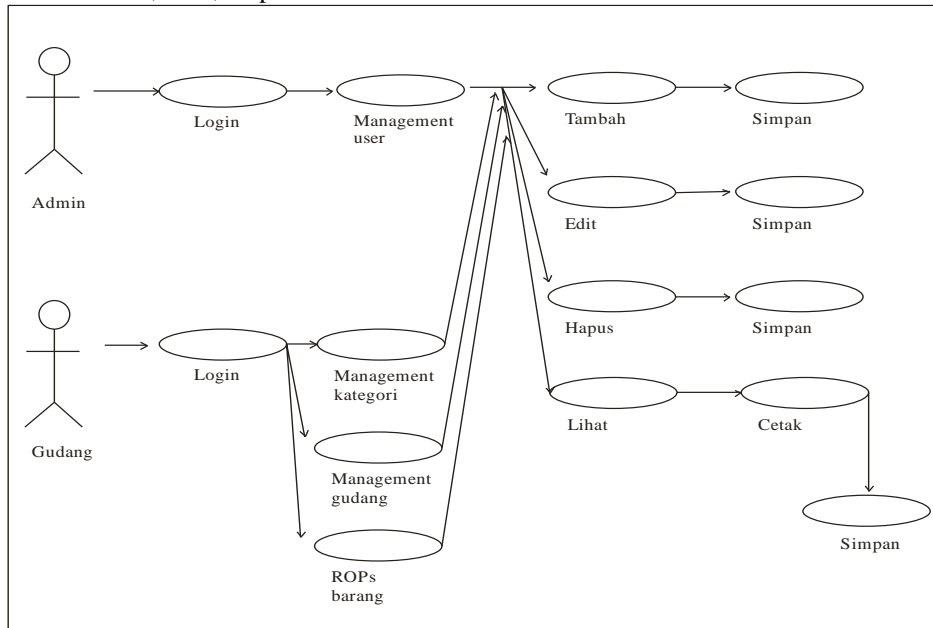 Login
Management
user
Tambah
Simpan
Admin
Edit
Simpan
Hapus
Simpan
Gudang
Login
Management
kategori
Lihat
Cetak
Management
gudang
Simpan
ROPs
barang